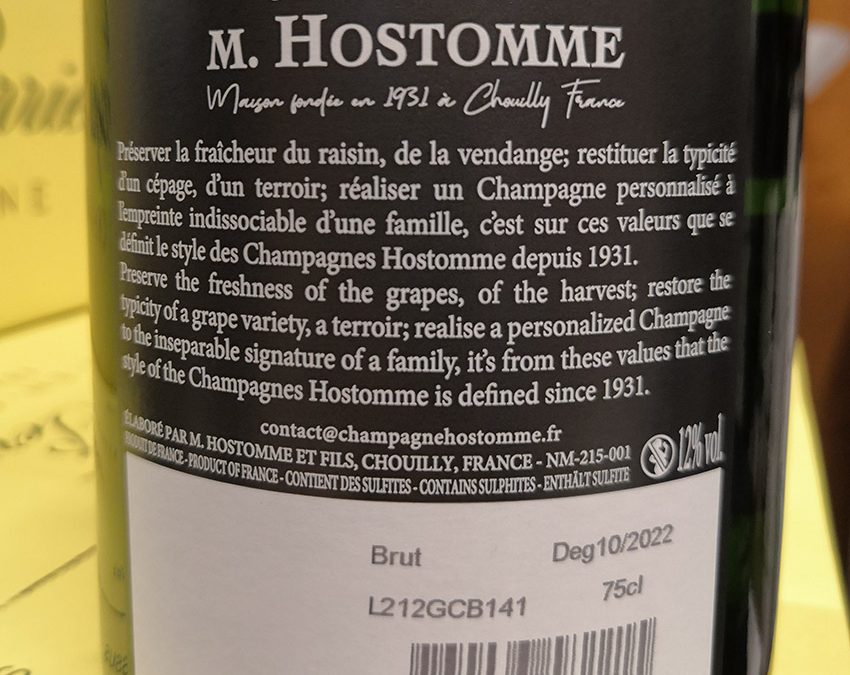 M. HOSTOMME
Maison fondée en 1931 à Chouilly France
Préserver la fraîcheur du raisin, de la vendange; restituer la typicité
d'un cépage, d'un terroir; réaliser un Champagne personnalisé à
l'empreinte indissociable d'une famille, c'est sur ces valeurs que se
définit le style des Champagnes Hostomme depuis 1931.
Preserve the freshness of the grapes, of the harvest; restore the
typicity of a grape variety, a terroir; realise a personalized Champagne
to the inseparable signature of a family, it's from these values that the
style of the Champagnes Hostomme is defined since 1931.
contact@champagnehostomme.fr
ÉLABORÉ PAR M. HOSTOMME ET FILS, CHOUILLY, FRANCE - NM-215-001
PRODUIT DE FRANCE - PRODUCT OF FRANCE - CONTIENT DES SULFITES - CONTAINS SULPHITES - ENTHÄLT SULFITE
12% vol.
Brut
Deg10/2022
L212GCB141
75cl